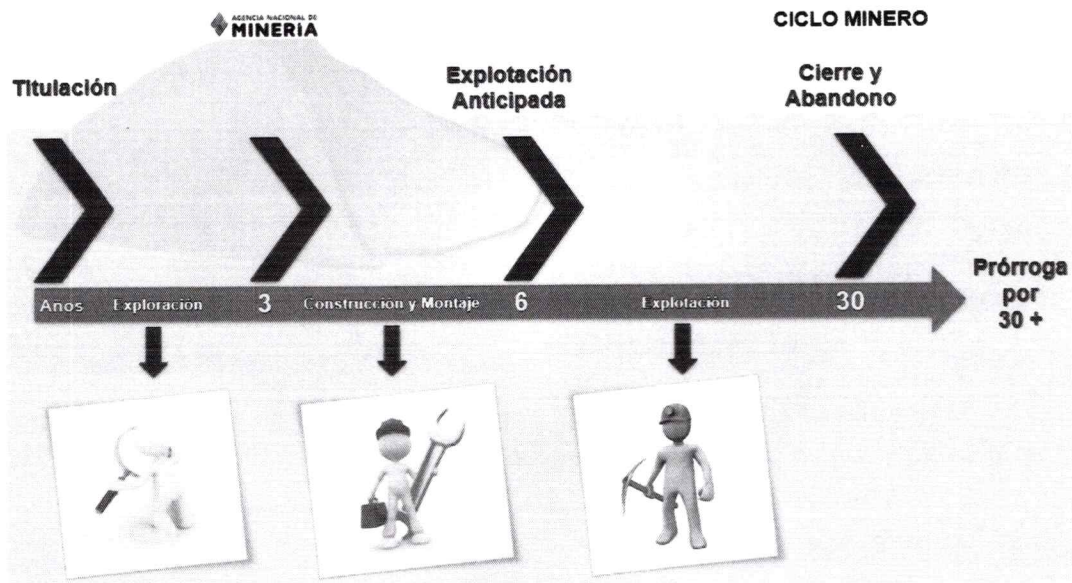 AGENCIA NACIONAL DE
MINERÍA
CICLO MINERO
Titulación
Explotación
Anticipada
Cierre y
Abandono
Anos Exploración 3 Construccion y Montaje 6 Explotación 30
Prórroga
por
30 +